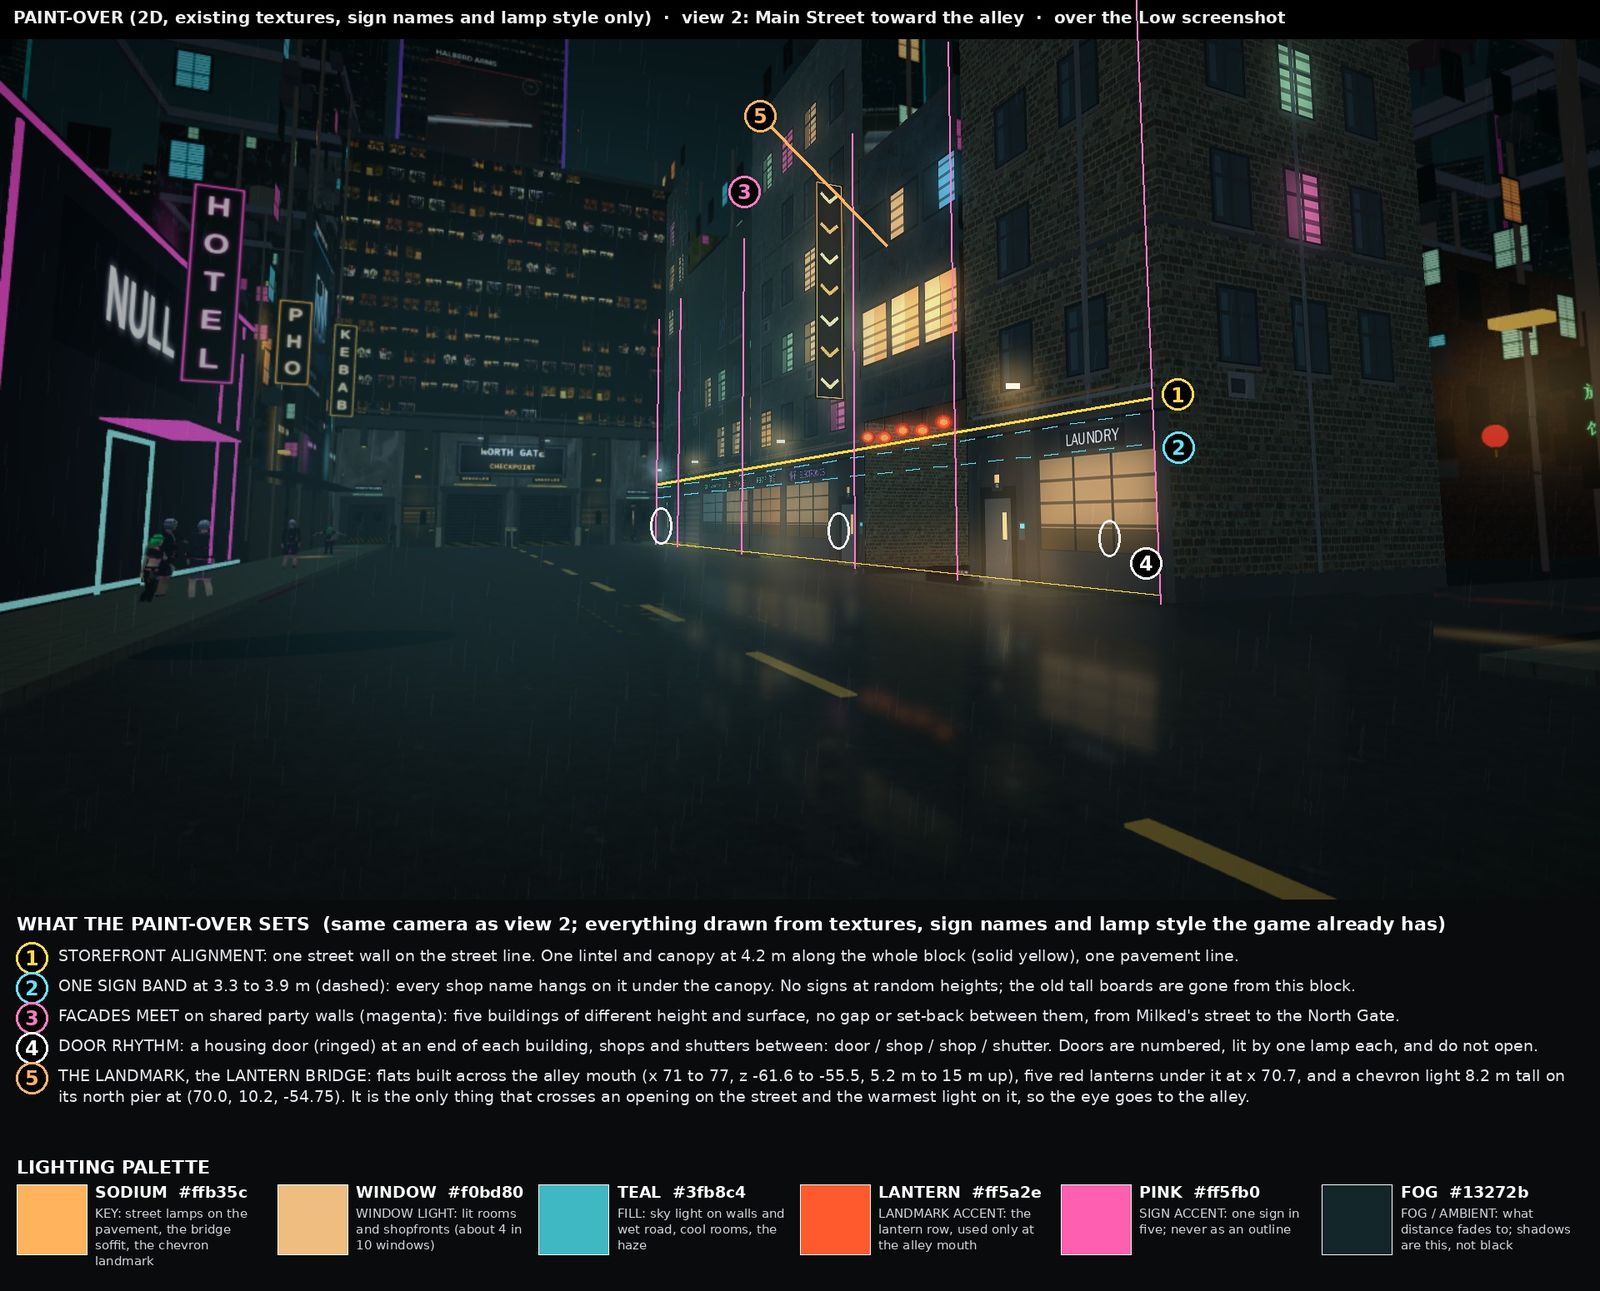 PAINT-OVER (2D, existing textures, sign names and lamp style only)  ·  view 2: Main Street toward the alley  ·  over the Low screenshot
HALBERD ARMS
5
3
HOTEL
NULL
PHO
KEBAB
1
LAUNDRY
2
NORTH GATE
CHECKPOINT
4
WHAT THE PAINT-OVER SETS  (same camera as view 2; everything drawn from textures, sign names and lamp style the game already has)
1 STOREFRONT ALIGNMENT: one street wall on the street line. One lintel and canopy at 4.2 m along the whole block (solid yellow), one pavement line.
2 ONE SIGN BAND at 3.3 to 3.9 m (dashed): every shop name hangs on it under the canopy. No signs at random heights; the old tall boards are gone from this block.
3 FACADES MEET on shared party walls (magenta): five buildings of different height and surface, no gap or set-back between them, from Milked's street to the North Gate.
4 DOOR RHYTHM: a housing door (ringed) at an end of each building, shops and shutters between: door / shop / shop / shutter. Doors are numbered, lit by one lamp each, and do not open.
5 THE LANDMARK, the LANTERN BRIDGE: flats built across the alley mouth (x 71 to 77, z -61.6 to -55.5, 5.2 m to 15 m up), five red lanterns under it at x 70.7, and a chevron light 8.2 m tall on
its north pier at (70.0, 10.2, -54.75). It is the only thing that crosses an opening on the street and the warmest light on it, so the eye goes to the alley.
LIGHTING PALETTE
SODIUM  #ffb35c
KEY: street lamps on the
pavement, the bridge
soffit, the chevron
landmark
WINDOW  #f0bd80
WINDOW LIGHT: lit rooms
and shopfronts (about 4 in
10 windows)
TEAL  #3fb8c4
FILL: sky light on walls and
wet road, cool rooms, the
haze
LANTERN  #ff5a2e
LANDMARK ACCENT: the
lantern row, used only at
the alley mouth
PINK  #ff5fb0
SIGN ACCENT: one sign in
five; never as an outline
FOG  #13272b
FOG / AMBIENT: what
distance fades to; shadows
are this, not black